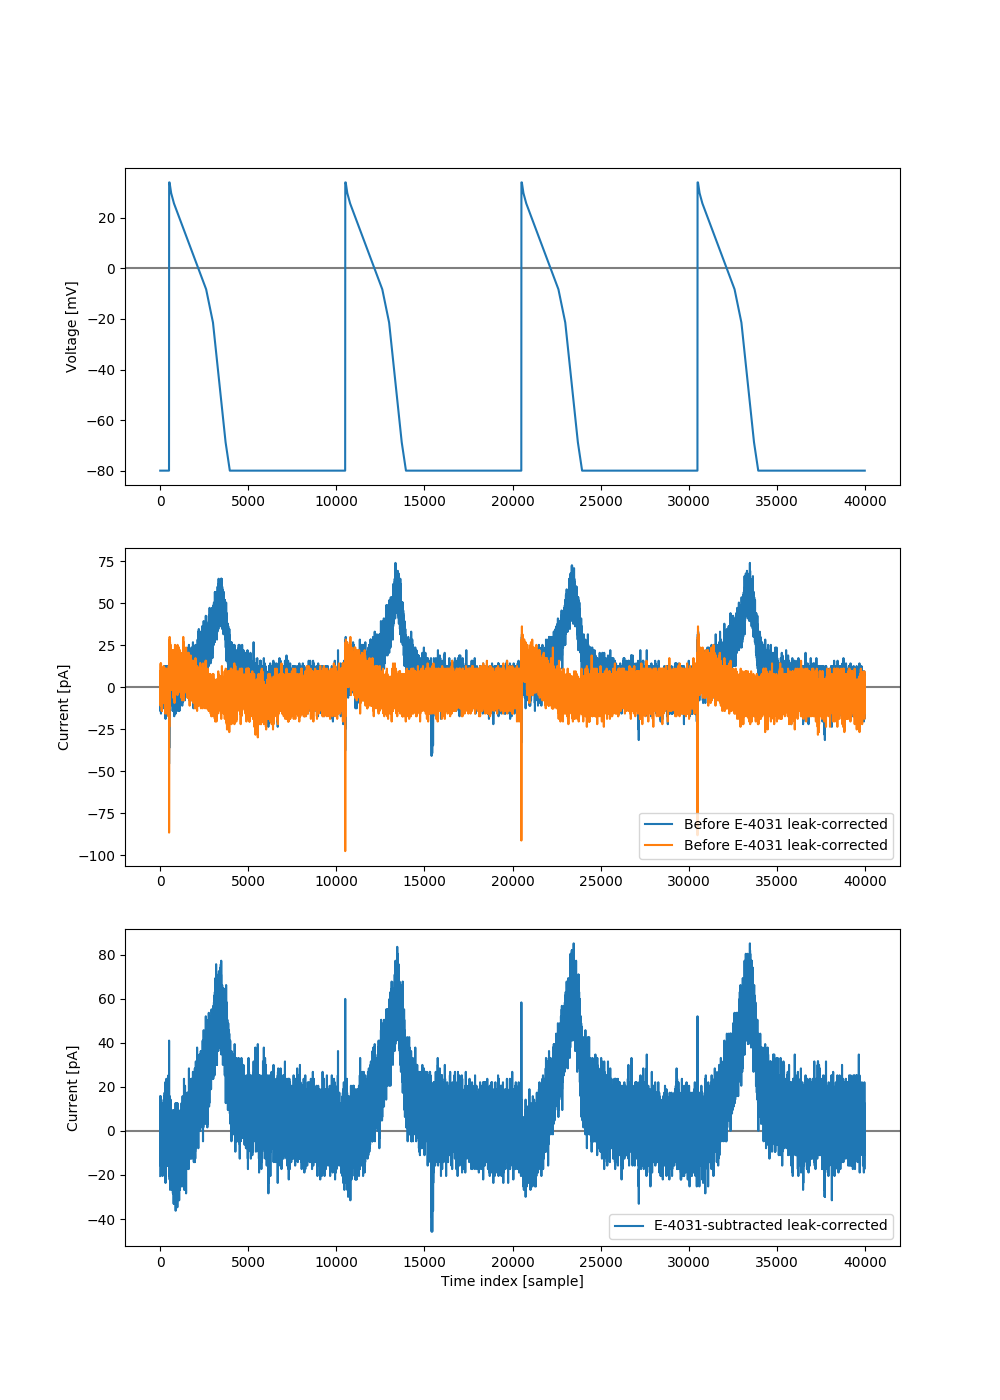 Voltage [mV]
20
0
−20
−40
−60
−80
0 5000 10000 15000 20000 25000 30000 35000 40000
Current [pA]
75
50
25
0
−25
−50
−75
−100
Before E-4031 leak-corrected
Before E-4031 leak-corrected
0 5000 10000 15000 20000 25000 30000 35000 40000
Current [pA]
80
60
40
20
0
−20
−40
E-4031-subtracted leak-corrected
0 5000 10000 15000 20000 25000 30000 35000 40000
Time index [sample]